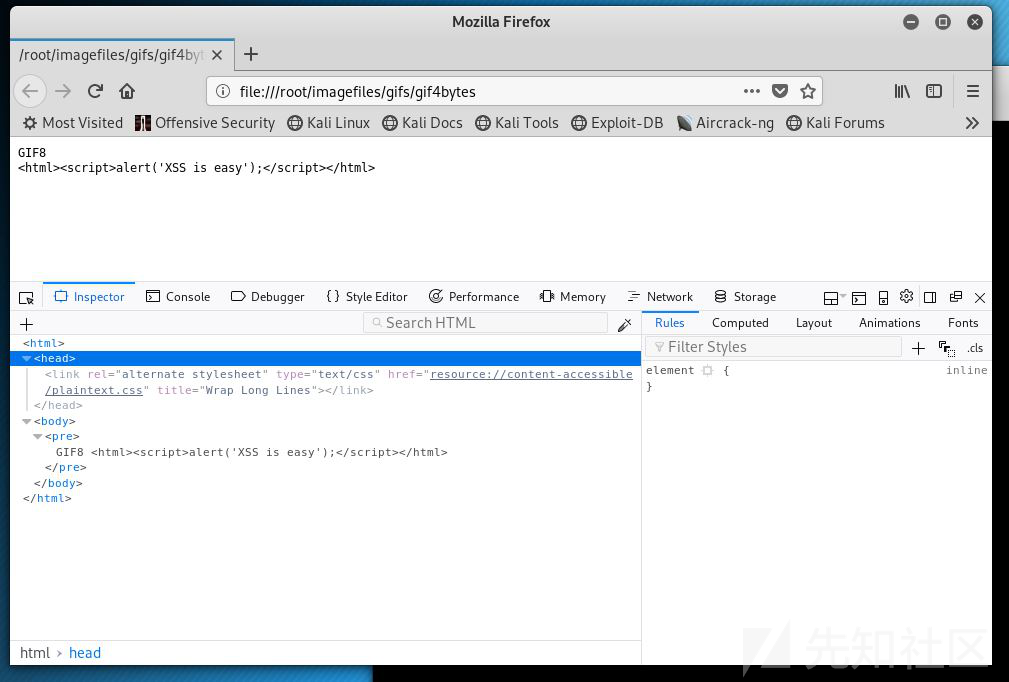 Mozilla Firefox
/root/imagefiles/gifs/gif4byt
file:///root/imagefiles/gifs/gif4bytes
Most Visited Offensive Security Kali Linux Kali Docs Kali Tools Exploit-DB Aircrack-ng Kali Forums
GIF8
<html><script>alert('XSS is easy');</script></html>
Inspector Console Debugger Style Editor Performance Memory Network Storage
Search HTML
Rules Computed Layout Animations Fonts
Filter Styles .cls
<html>
<head>
<link rel="alternate stylesheet" type="text/css" href="resource://content-accessible
/plaintext.css" title="Wrap Long Lines"></link>
</head>
<body>
<pre>
GIF8 <html><script>alert('XSS is easy');</script></html>
</pre>
</body>
</html>
element { inline
}
html > head
先知社区